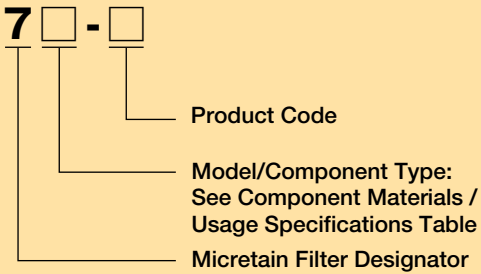 7 □ - □
Product Code
Model/Component Type:
See Component Materials /
Usage Specifications Table
Micretain Filter Designator